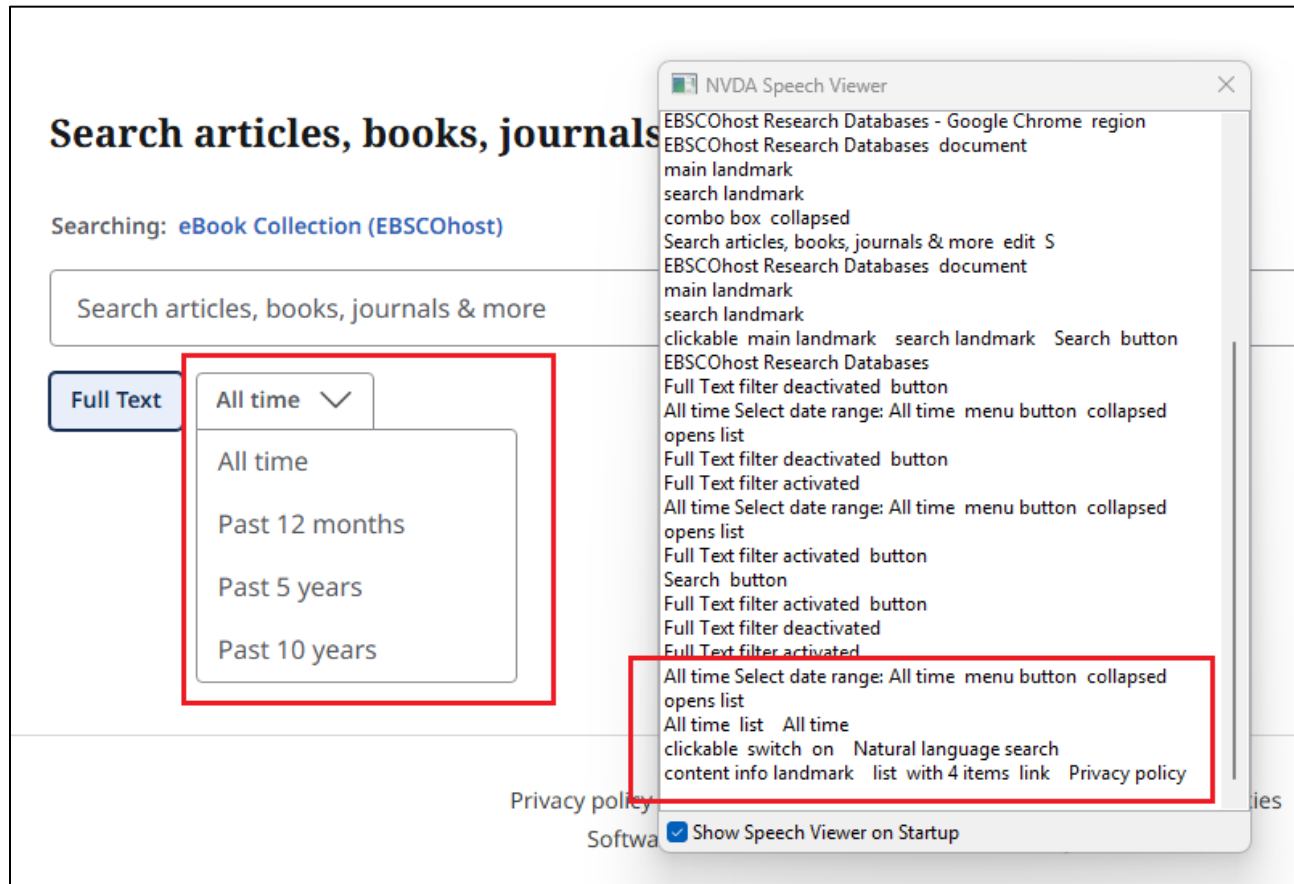 Search articles, books, journals
Searching: eBook Collection (EBSCOhost)
Search articles, books, journals & more
Full Text
All time
All time
Past 12 months
Past 5 years
Past 10 years
Privacy policy
Softwa
NVDA Speech Viewer
EBSCOhost Research Databases - Google Chrome region
EBSCOhost Research Databases document
main landmark
search landmark
combo box collapsed
Search articles, books, journals & more edit S
EBSCOhost Research Databases document
main landmark
search landmark
clickable main landmark search landmark Search button
EBSCOhost Research Databases
Full Text filter deactivated button
All time Select date range: All time menu button collapsed
opens list
Full Text filter deactivated button
Full Text filter activated
All time Select date range: All time menu button collapsed
opens list
Full Text filter activated button
Search button
Full Text filter activated button
Full Text filter deactivated
Full Text filter activated
All time Select date range: All time menu button collapsed
opens list
All time list All time
clickable switch on Natural language search
content info landmark list with 4 items link Privacy policy
Show Speech Viewer on Startup
ies